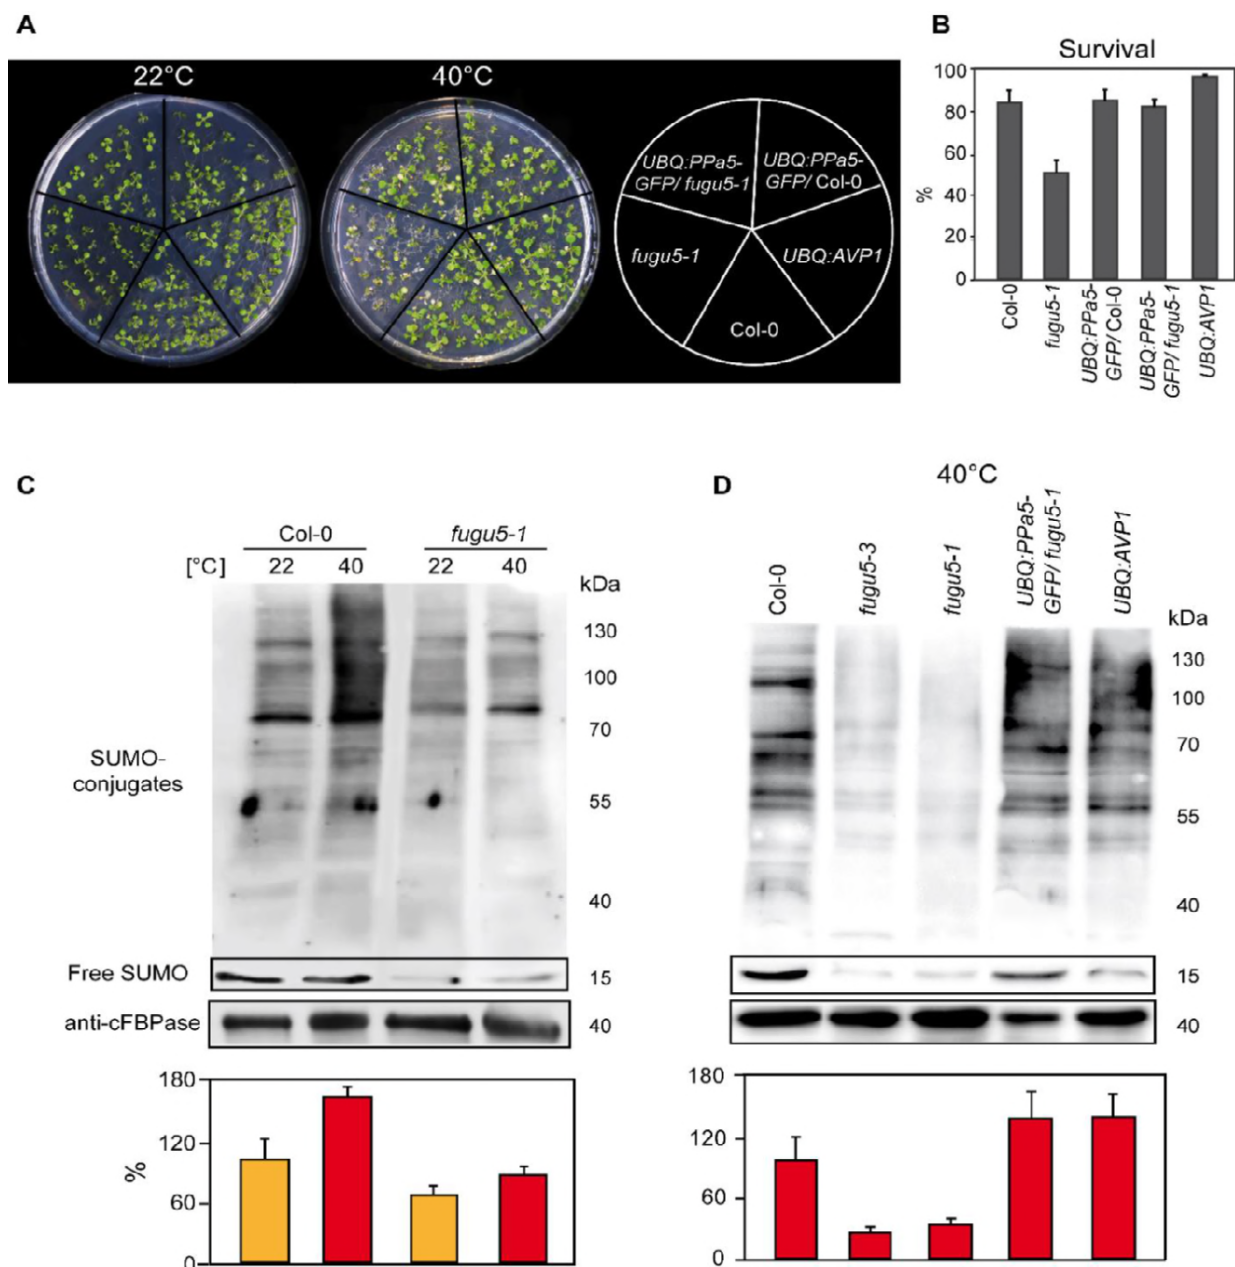 A
22°C
40°C
UBQ:PPa5-
GFP/ fugu5-1
UBQ:PPa5-
GFP/ Col-0
fugu5-1
UBQ:AVP1
Col-0
B
Survival
100
80
60
40
20
0
%
Col-0
fugu5-1
UBQ:PPa5-
GFP/ Col-0
UBQ:PPa5-
GFP/ fugu5-1
UBQ:AVP1
C
Col-0
fugu5-1
[°C]
22
40
22
40
kDa
130
100
70
55
40
SUMO-
conjugates
Free SUMO
15
anti-cFBPase
40
180
120
60
0
%
D
40°C
Col-0
fugu5-3
fugu5-1
UBQ:PPa5-
GFP/ fugu5-1
UBQ:AVP1
kDa
130
100
70
55
40
15
40
180
120
60
0